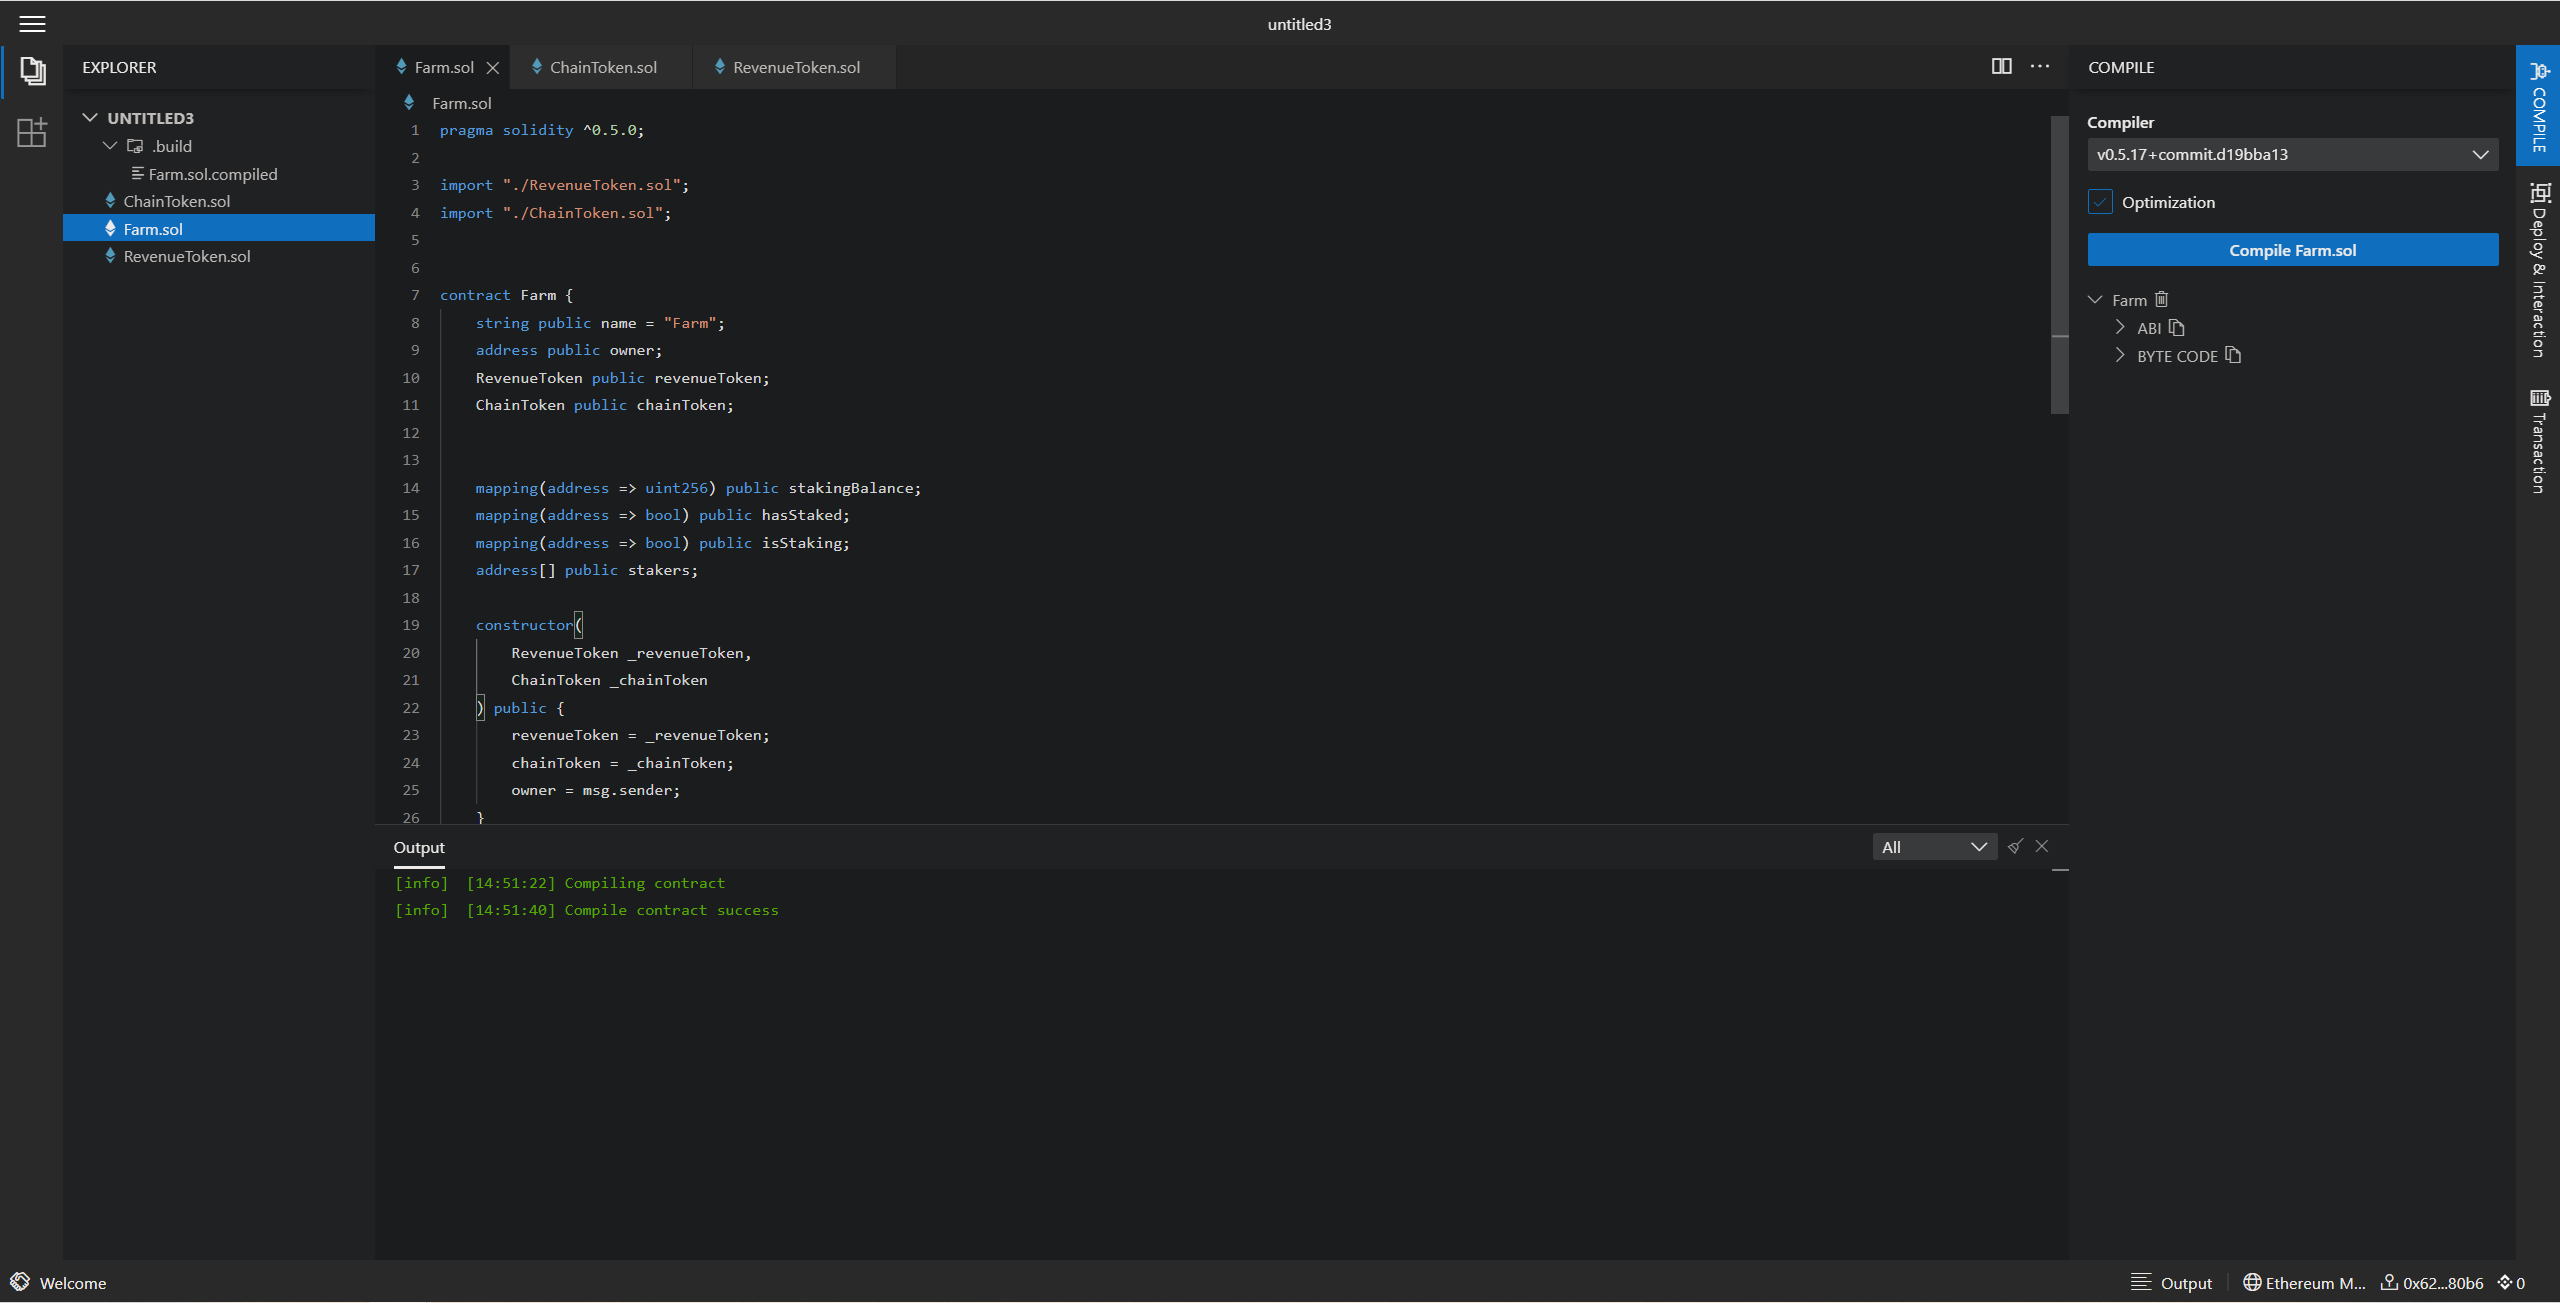 untitled3
EXPLORER
UNTITLED3
.build
Farm.sol.compiled
ChainToken.sol
Farm.sol
RevenueToken.sol
Farm.sol
ChainToken.sol
RevenueToken.sol
Farm.sol
1 pragma solidity ^0.5.0;
2
3 import "./RevenueToken.sol";
4 import "./ChainToken.sol";
5
6
7 contract Farm {
8 string public name = "Farm";
9 address public owner;
10 RevenueToken public revenueToken;
11 ChainToken public chainToken;
12
13
14 mapping(address => uint256) public stakingBalance;
15 mapping(address => bool) public hasStaked;
16 mapping(address => bool) public isStaking;
17 address[] public stakers;
18
19 constructor(
20 RevenueToken _revenueToken,
21 ChainToken _chainToken
22 ) public {
23 revenueToken = _revenueToken;
24 chainToken = _chainToken;
25 owner = msg.sender;
26 }
Output
All
[info] [14:51:22] Compiling contract
[info] [14:51:40] Compile contract success
COMPILE
Compiler
v0.5.17+commit.d19bba13
Optimization
Compile Farm.sol
Farm
ABI
BYTE CODE
COMPILE
Deploy & Interaction
Transaction
Welcome
Output
Ethereum M...
0x62...80b6
0